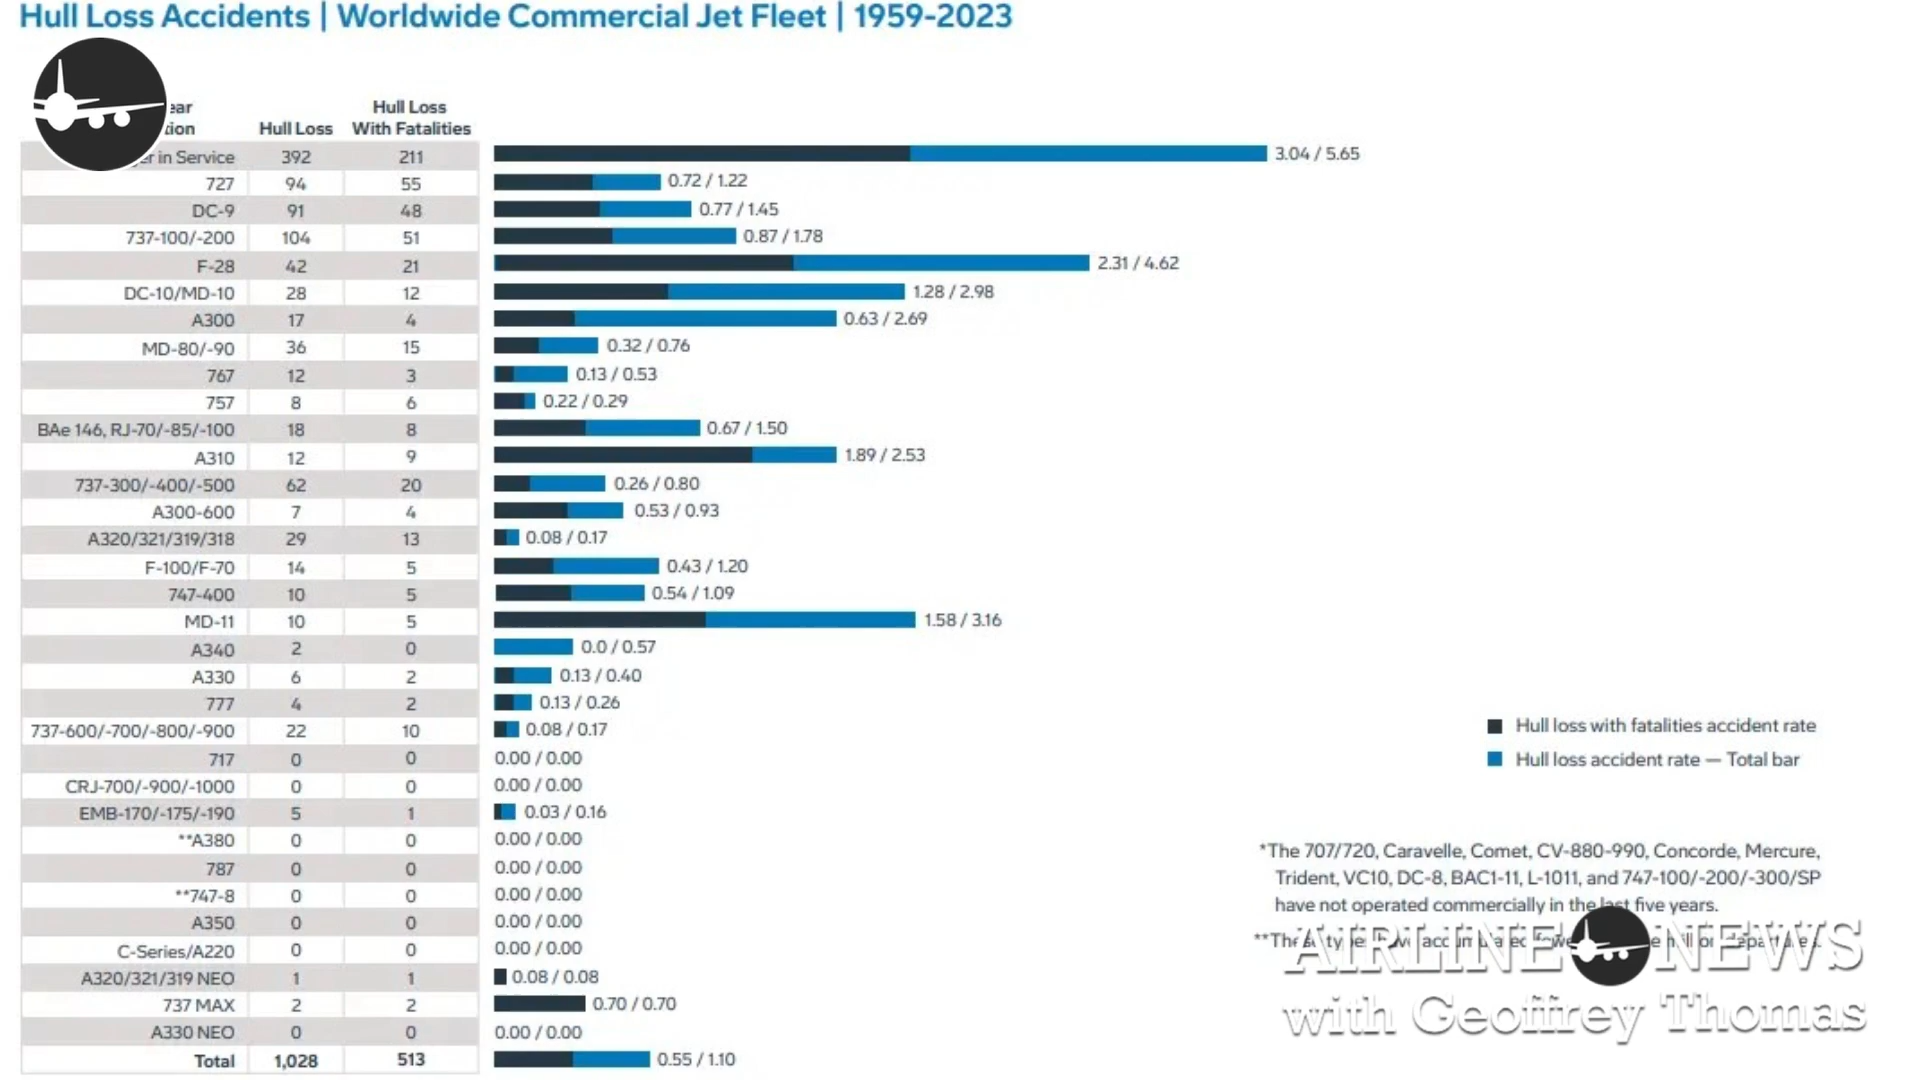 Hull Loss Accidents | Worldwide Commercial Jet Fleet | 1959-2023
Hull Loss
Hull Loss With Fatalities
in Service 392 211 3.04 / 5.65
727 94 55 0.72 / 1.22
DC-9 91 48 0.77 / 1.45
737-100/-200 104 51 0.87 / 1.78
F-28 42 21 2.31 / 4.62
DC-10/MD-10 28 12 1.28 / 2.98
A300 17 4 0.63 / 2.69
MD-80/-90 36 15 0.32 / 0.76
767 12 3 0.13 / 0.53
757 8 6 0.22 / 0.29
BAe 146, RJ-70/-85/-100 18 8 0.67 / 1.50
A310 12 9 1.89 / 2.53
737-300/-400/-500 62 20 0.26 / 0.80
A300-600 7 4 0.53 / 0.93
A320/321/319/318 29 13 0.08 / 0.17
F-100/F-70 14 5 0.43 / 1.20
747-400 10 5 0.54 / 1.09
MD-11 10 5 1.58 / 3.16
A340 2 0 0.0 / 0.57
A330 6 2 0.13 / 0.40
777 4 2 0.13 / 0.26
737-600/-700/-800/-900 22 10 0.08 / 0.17
717 0 0 0.00 / 0.00
CRJ-700/-900/-1000 0 0 0.00 / 0.00
EMB-170/-175/-190 5 1 0.03 / 0.16
**A380 0 0 0.00 / 0.00
787 0 0 0.00 / 0.00
**747-8 0 0 0.00 / 0.00
A350 0 0 0.00 / 0.00
C-Series/A220 0 0 0.00 / 0.00
A320/321/319 NEO 1 1 0.08 / 0.08
737 MAX 2 2 0.70 / 0.70
A330 NEO 0 0 0.00 / 0.00
Total 1,028 513 0.55 / 1.10
Hull loss with fatalities accident rate
Hull loss accident rate — Total bar
*The 707/720, Caravelle, Comet, CV-880-990, Concorde, Mercure,
Trident, VC10, DC-8, BAC1-11, L-1011, and 747-100/-200/-300/SP
have not operated commercially in the last five years.
AIRLINE NEWS
with Geoffrey Thomas